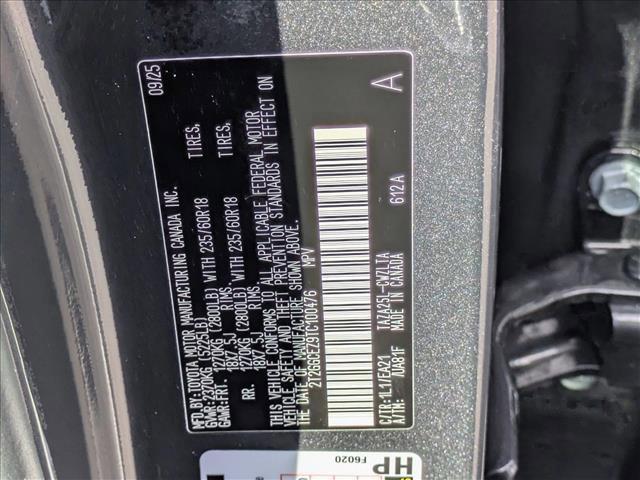 MFD.BY TOYOTA MOTOR MANUFACTURING CANADA INC. 09/25
GVWR:2370KG (5225LB)
GAWR:FRT. 1270KG (2800LB) WITH 235/60R18 TIRES,
18X7.5J RIMS
RR. 1270KG (2800LB) WITH 235/60R18 TIRES,
18X7.5J RIMS
THIS VEHICLE CONFORMS TO ALL APPLICABLE FEDERAL MOTOR
VEHICLE SAFETY AND THEFT PREVENTION STANDARDS IN EFFECT ON
THE DATE OF MANUFACTURE SHOWN ABOVE.
2T2GGCEZ9TC100476 MPV
C/TR:1L1/EA21 TAZA25L-CWZLTA 612A A
A/TM: /UA81F MADE IN CANADA
HP
F6020